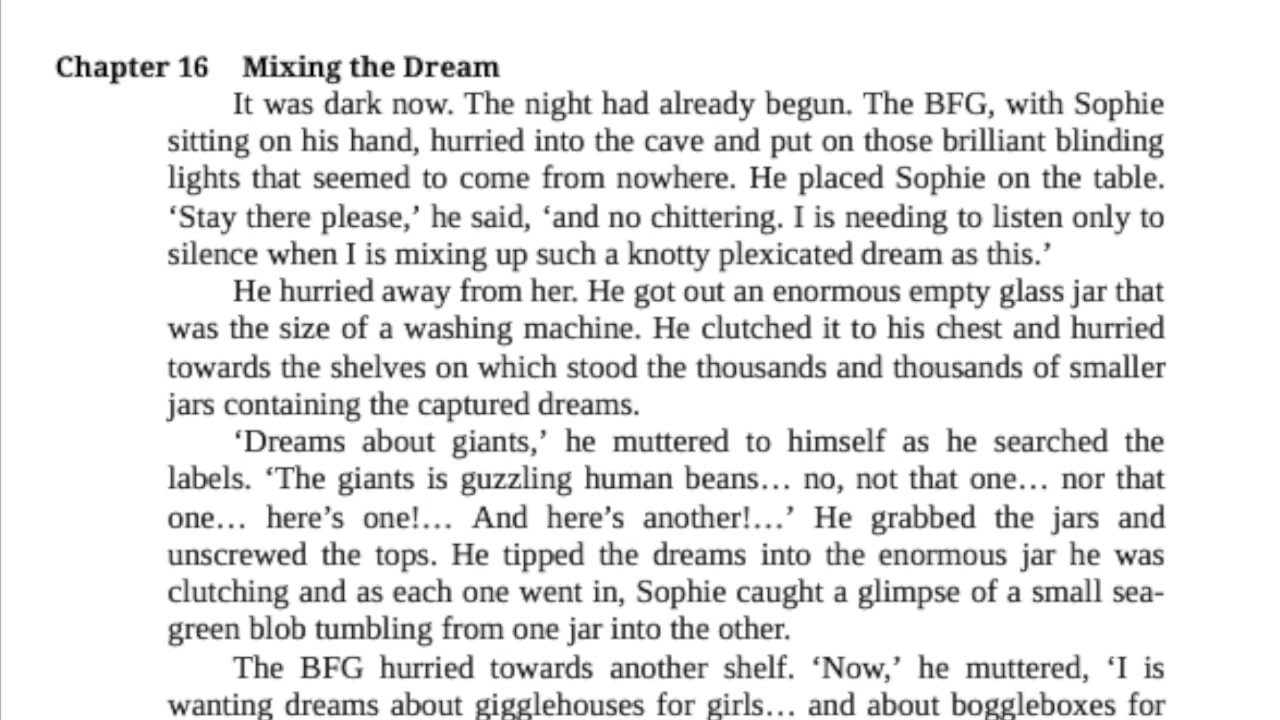 Chapter 16 Mixing the Dream
It was dark now. The night had already begun. The BFG, with Sophie
sitting on his hand, hurried into the cave and put on those brilliant blinding
lights that seemed to come from nowhere. He placed Sophie on the table.
‘Stay there please,’ he said, ‘and no chittering. I is needing to listen only to
silence when I is mixing up such a knotty plexicated dream as this.’
He hurried away from her. He got out an enormous empty glass jar that
was the size of a washing machine. He clutched it to his chest and hurried
towards the shelves on which stood the thousands and thousands of smaller
jars containing the captured dreams.
‘Dreams about giants,’ he muttered to himself as he searched the
labels. ‘The giants is guzzling human beans… no, not that one… nor that
one… here’s one!… And here’s another!…’ He grabbed the jars and
unscrewed the tops. He tipped the dreams into the enormous jar he was
clutching and as each one went in, Sophie caught a glimpse of a small sea-
green blob tumbling from one jar into the other.
The BFG hurried towards another shelf. ‘Now,’ he muttered, ‘I is
wanting dreams about gigglehouses for girls… and about boggleboxes for